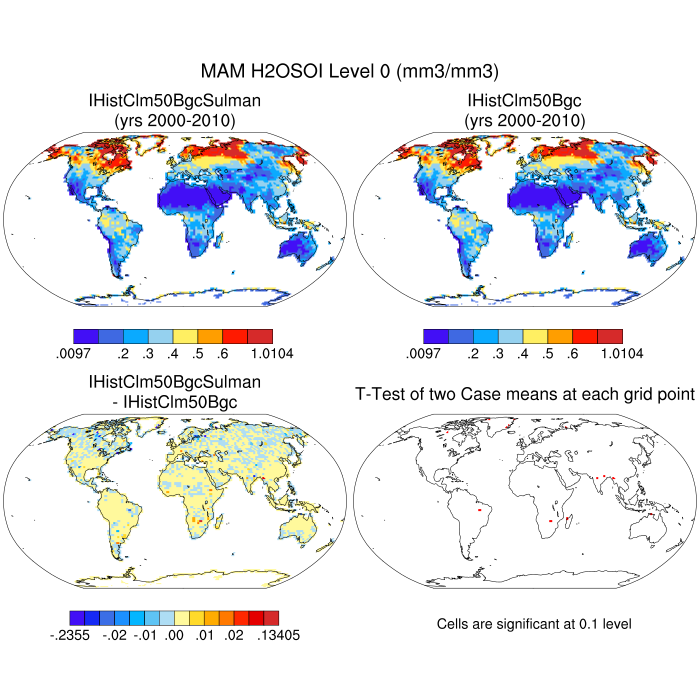 MAM H2OSOI Level 0 (mm3/mm3)
IHistClm50BgcSulman
(yrs 2000-2010)
IHistClm50Bgc
(yrs 2000-2010)
.0097 .2 .3 .4 .5 .6 1.0104
.0097 .2 .3 .4 .5 .6 1.0104
IHistClm50BgcSulman
- IHistClm50Bgc
T-Test of two Case means at each grid point
-.2355 -.02 -.01 .00 .01 .02 .13405
Cells are significant at 0.1 level